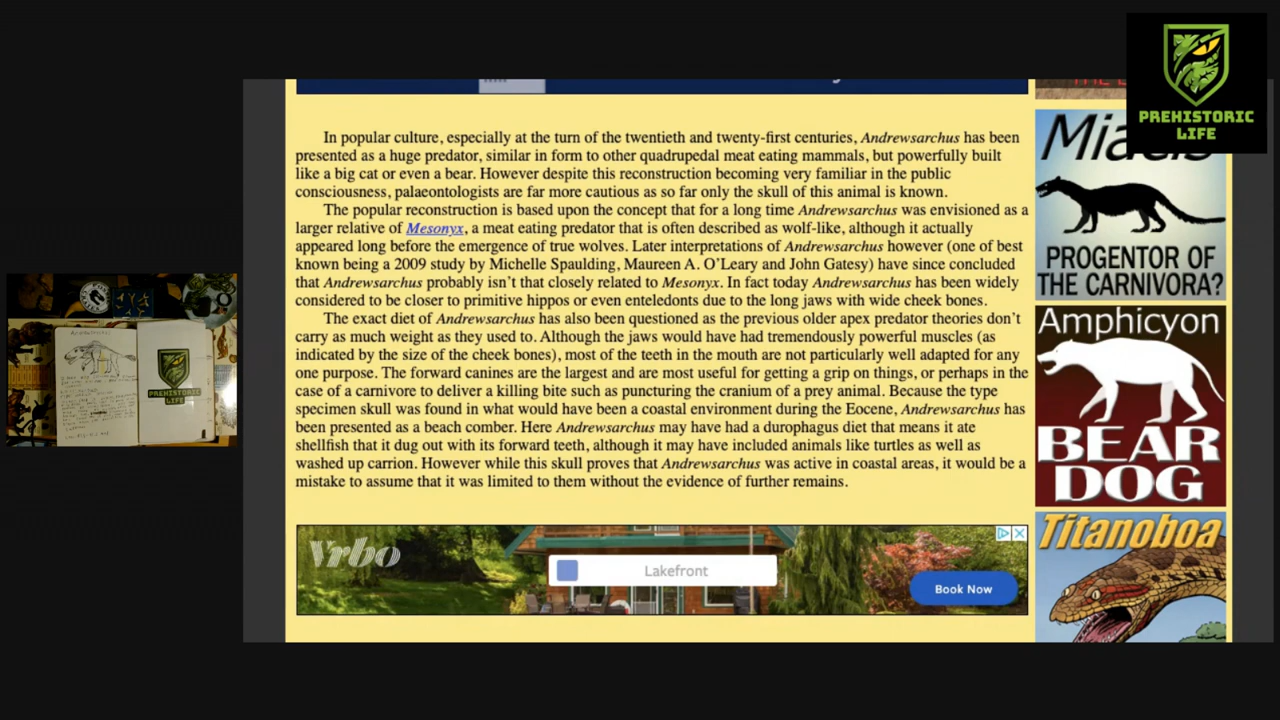 PREHISTORIC
LIFE
In popular culture, especially at the turn of the twentieth and twenty-first centuries, Andrewsarchus has been
presented as a huge predator, similar in form to other quadrupedal meat eating mammals, but powerfully built
like a big cat or even a bear. However despite this reconstruction becoming very familiar in the public
consciousness, palaeontologists are far more cautious as so far only the skull of this animal is known.
The popular reconstruction is based upon the concept that for a long time Andrewsarchus was envisioned as a
larger relative of Mesonyx, a meat eating predator that is often described as wolf-like, although it actually
appeared long before the emergence of true wolves. Later interpretations of Andrewsarchus however (one of best
known being a 2009 study by Michelle Spaulding, Maureen A. O'Leary and John Gatesy) have since concluded
that Andrewsarchus probably isn't that closely related to Mesonyx. In fact today Andrewsarchus has been widely
considered to be closer to primitive hippos or even enteledonts due to the long jaws with wide cheek bones.
The exact diet of Andrewsarchus has also been questioned as the previous older apex predator theories don't
carry as much weight as they used to. Although the jaws would have had tremendously powerful muscles (as
indicated by the size of the cheek bones), most of the teeth in the mouth are not particularly well adapted for any
one purpose. The forward canines are the largest and are most useful for getting a grip on things, or perhaps in the
case of a carnivore to deliver a killing bite such as puncturing the cranium of a prey animal. Because the type
specimen skull was found in what would have been a coastal environment during the Eocene, Andrewsarchus has
been presented as a beach comber. Here Andrewsarchus may have had a durophagus diet that means it ate
shellfish that it dug out with its forward teeth, although it may have included animals like turtles as well as
washed up carrion. However while this skull proves that Andrewsarchus was active in coastal areas, it would be a
mistake to assume that it was limited to them without the evidence of further remains.
Vrbo
Lakefront
Book Now
Miacis
PROGENITOR OF
THE CARNIVORA?
Amphicyon
BEAR
DOG
Titanoboa
PREHISTORIC
LIFE